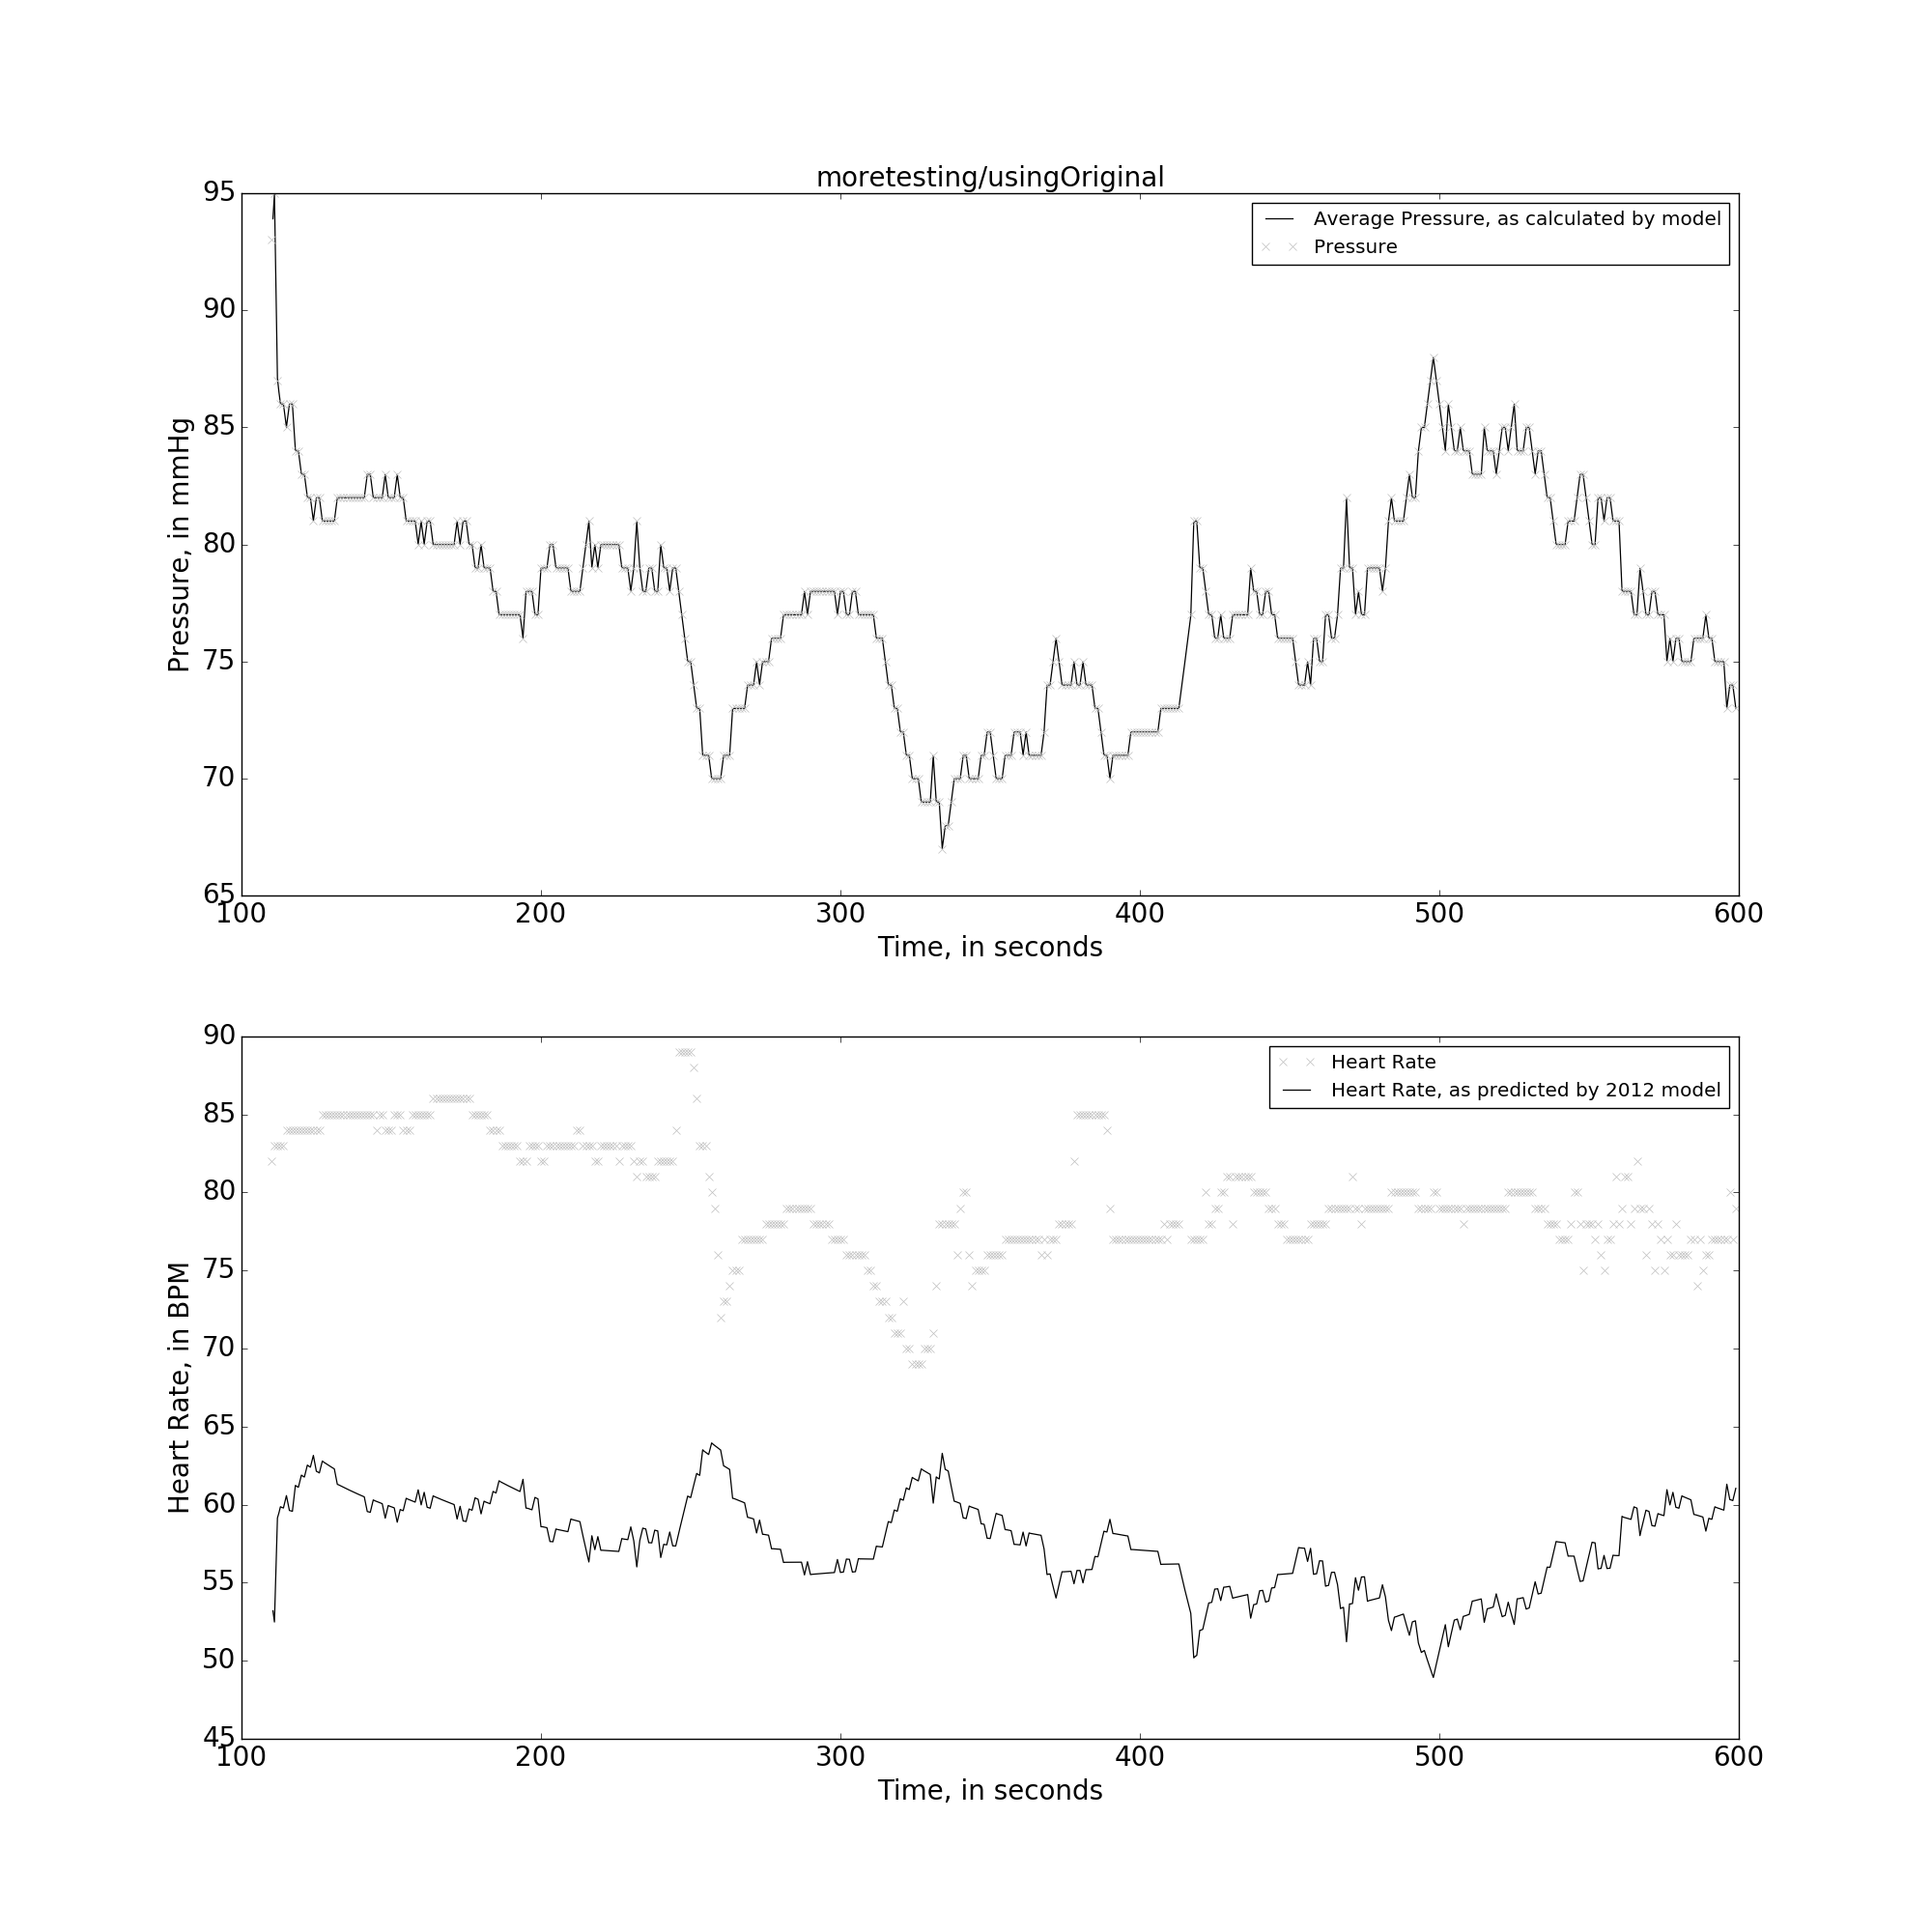 moretesting/usingOriginal
95
90
85
80
75
70
65
Pressure, in mmHg
Average Pressure, as calculated by model
Pressure
100 200 300 400 500 600
Time, in seconds
90
85
80
75
70
65
60
55
50
45
Heart Rate, in BPM
Heart Rate
Heart Rate, as predicted by 2012 model
100 200 300 400 500 600
Time, in seconds